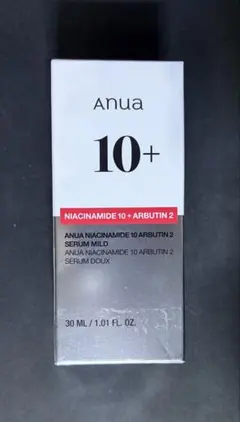 Anua
10+
NIACINAMIDE 10 + ARBUTIN 2
ANUA NIACINAMIDE 10 ARBUTIN 2
SERUM MILD
ANUA NIACINAMIDE 10 ARBUTIN 2
SERUM DOUX
30 ML / 1.01 FL. OZ.